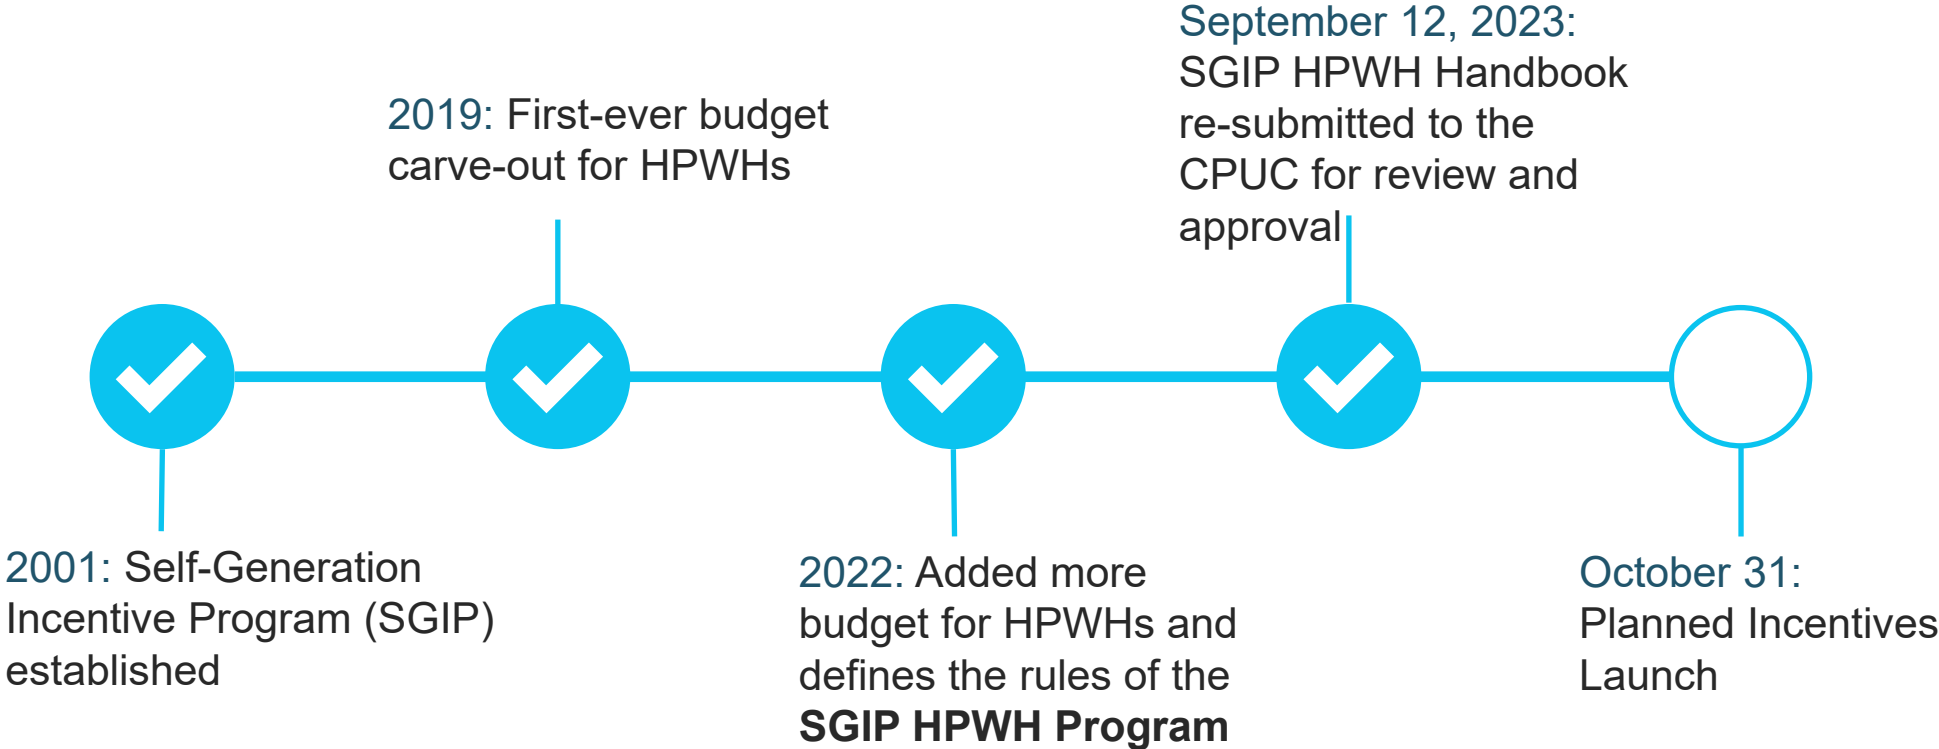 September 12, 2023:
SGIP HPWH Handbook
re-submitted to the
CPUC for review and
approval
2019: First-ever budget
carve-out for HPWHs
2001: Self-Generation
Incentive Program (SGIP)
established
2022: Added more
budget for HPWHs and
defines the rules of the
SGIP HPWH Program
October 31:
Planned Incentives
Launch